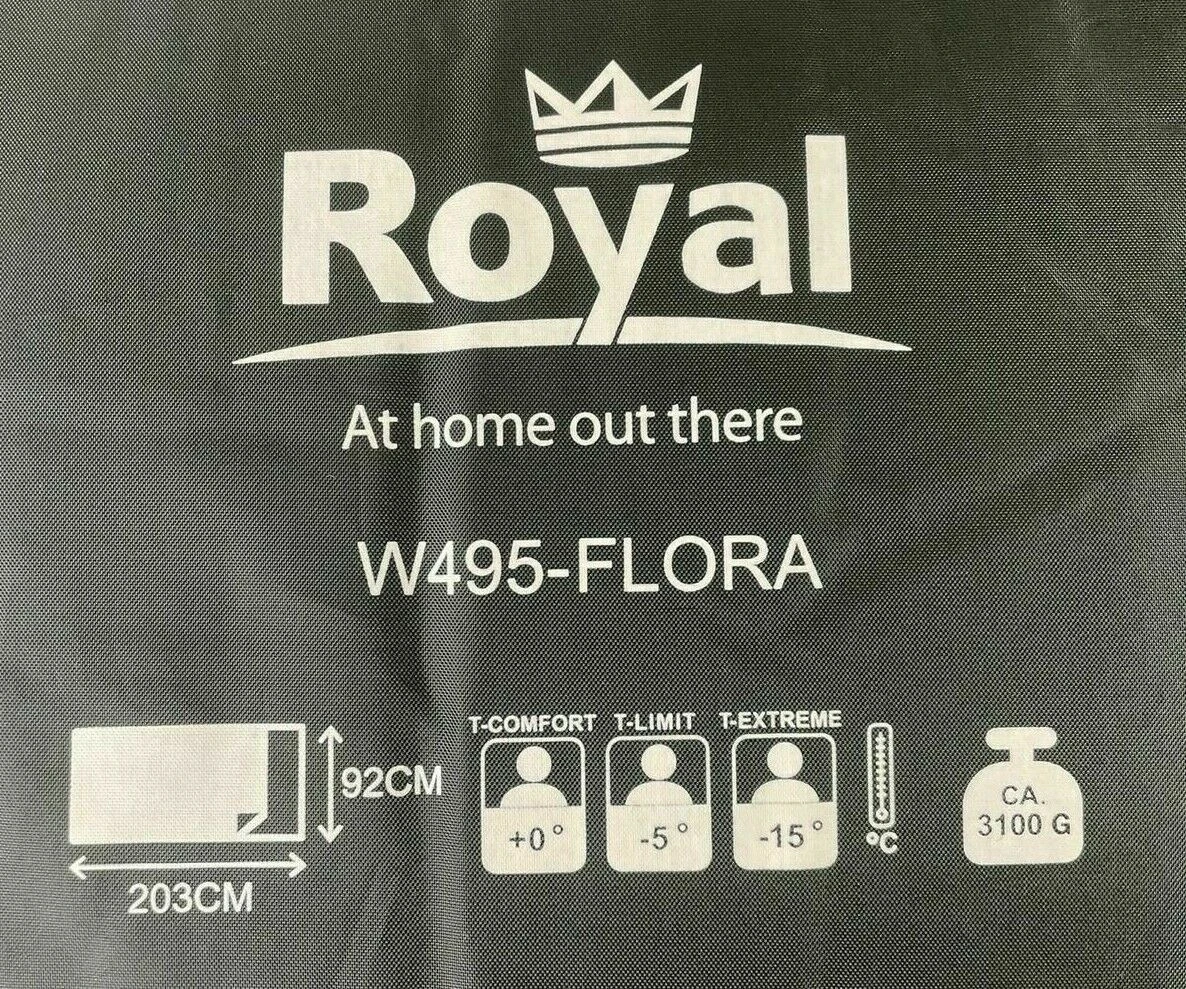 Royal
At home out there
W495-FLORA
92CM
203CM
T-COMFORT T-LIMIT T-EXTREME
+0° -5° -15°
°C
CA.
3100 G